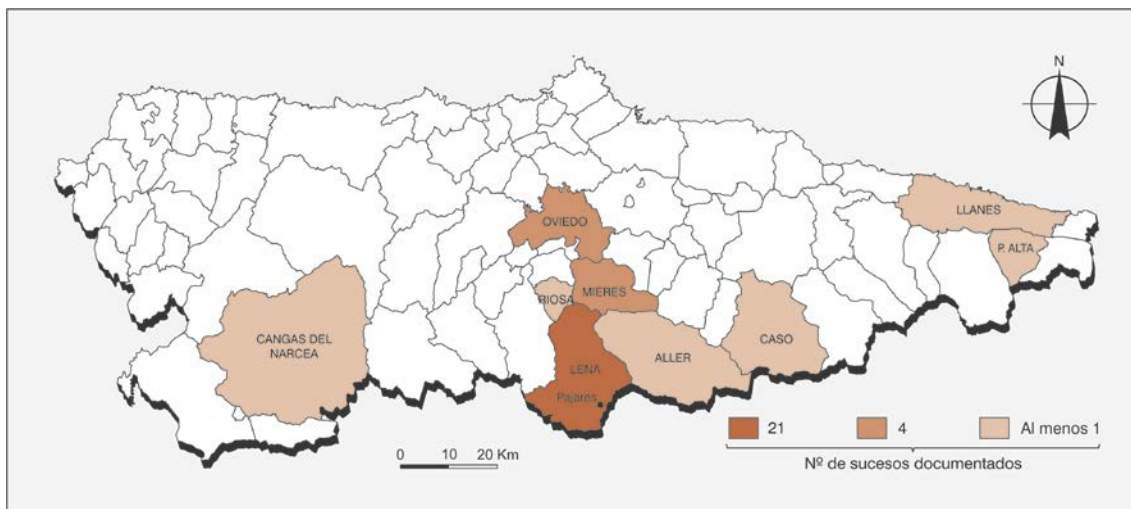 N
LLANES
OVIEDO
P. ALTA
MIERES
RIOSA
CANGAS DEL
NARCEA
CASO
ALLER
LENA
Pajares
21
4
Al menos 1
0 10 20 Km
Nº de sucesos documentados